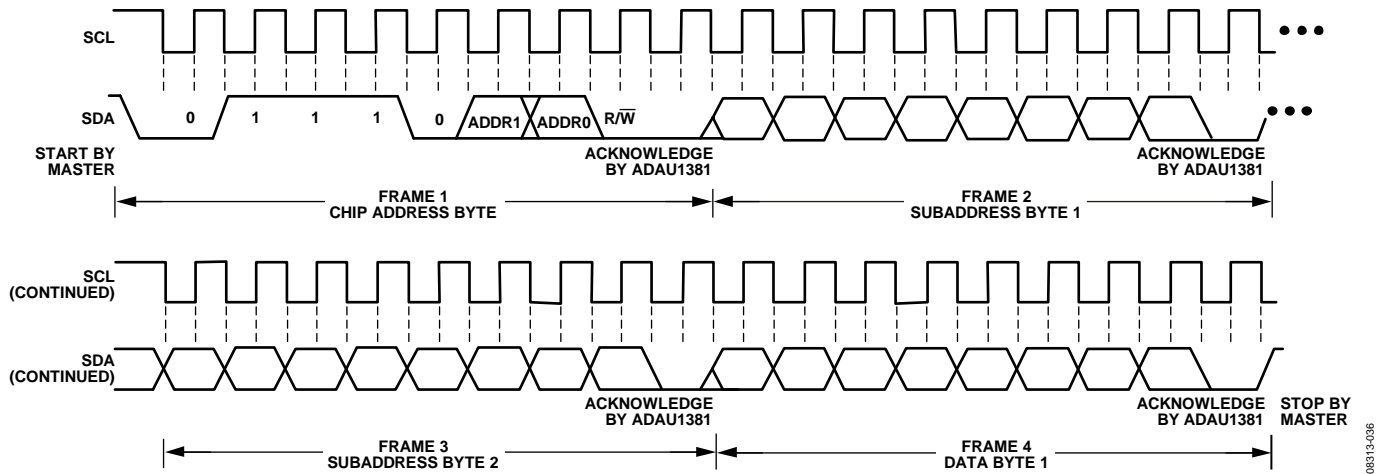 SCL
SDA
0 1 1 1 0 ADDR1 ADDR0 R/W̅
START BY
MASTER
ACKNOWLEDGE
BY ADAU1381
ACKNOWLEDGE
BY ADAU1381
FRAME 1
CHIP ADDRESS BYTE
FRAME 2
SUBADDRESS BYTE 1
SCL
(CONTINUED)
SDA
(CONTINUED)
ACKNOWLEDGE
BY ADAU1381
ACKNOWLEDGE
BY ADAU1381
STOP BY
MASTER
FRAME 3
SUBADDRESS BYTE 2
FRAME 4
DATA BYTE 1
08313-036